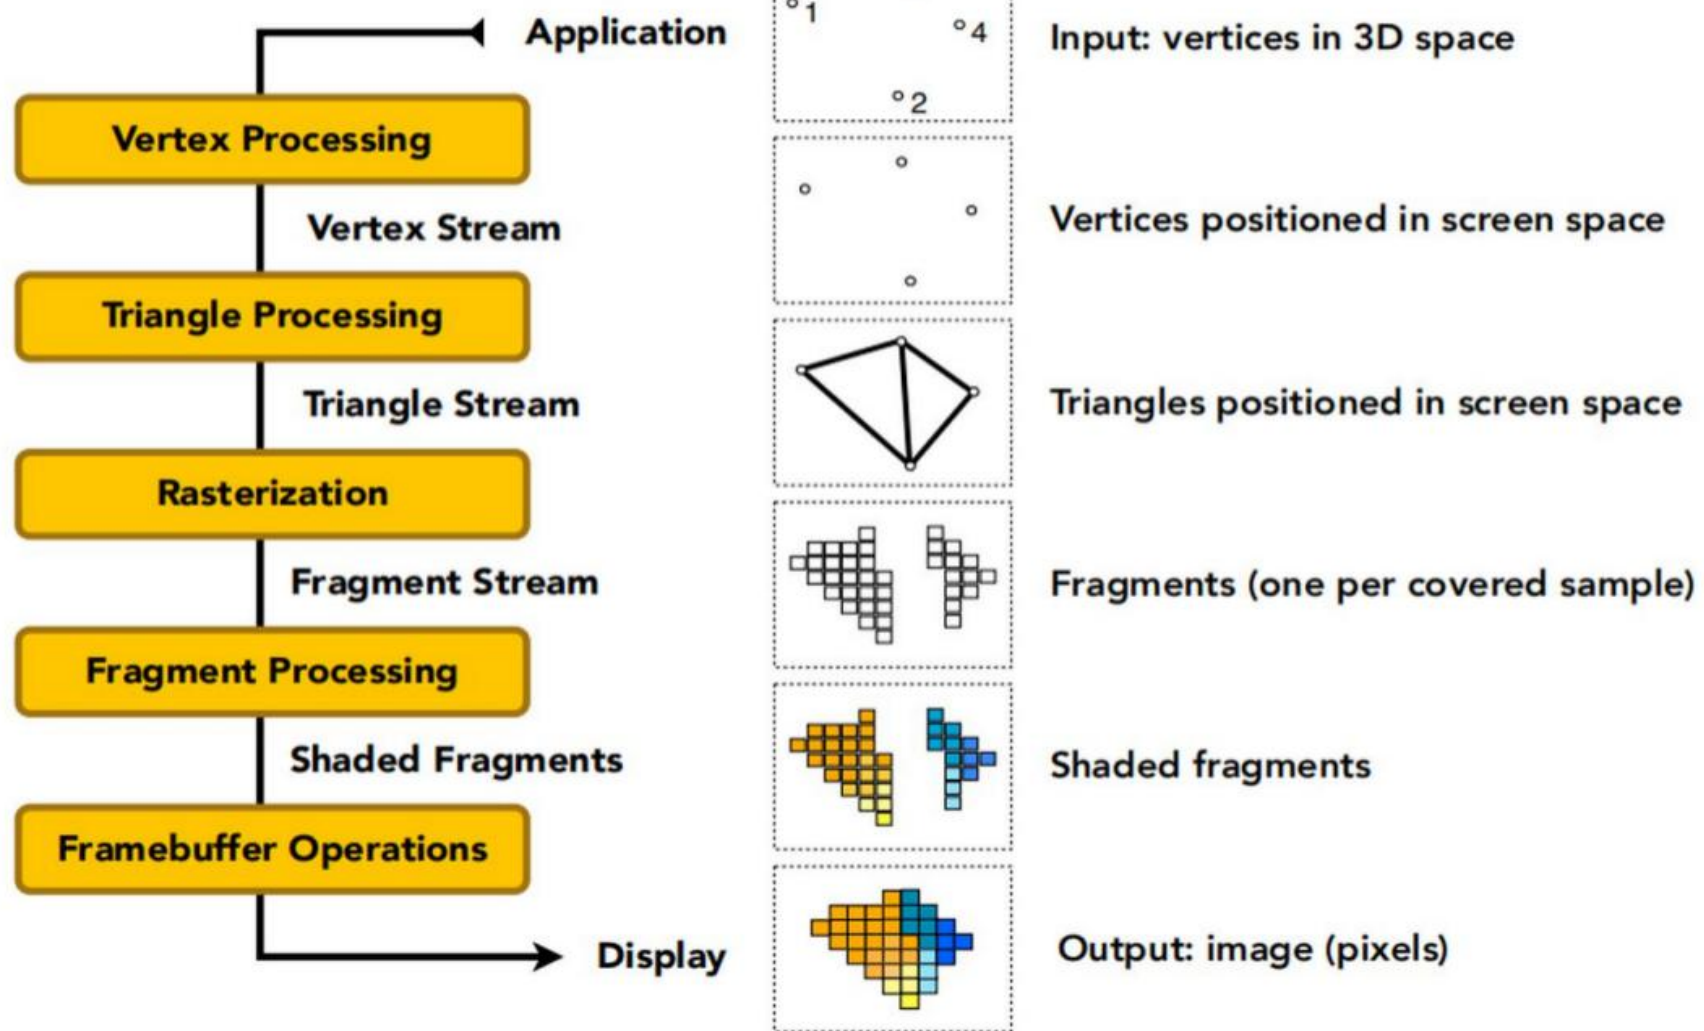 Application
1
4
2
Input: vertices in 3D space
Vertex Processing
Vertex Stream
Vertices positioned in screen space
Triangle Processing
Triangle Stream
Triangles positioned in screen space
Rasterization
Fragment Stream
Fragments (one per covered sample)
Fragment Processing
Shaded Fragments
Shaded fragments
Framebuffer Operations
Display
Output: image (pixels)